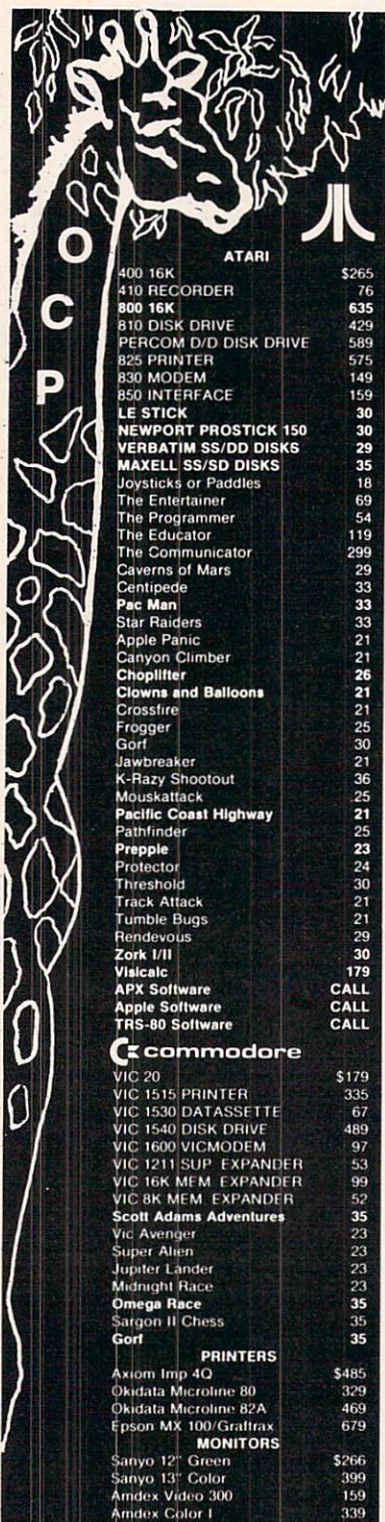 O
C
P
ATARI
400 16K $265
410 RECORDER 76
800 16K 635
810 DISK DRIVE 429
PERCOM D/D DISK DRIVE 589
825 PRINTER 575
830 MODEM 149
850 INTERFACE 159
LE STICK 30
NEWPORT PROSTICK 150 30
VERBATIM SS/DD DISKS 29
MAXELL SS/SD DISKS 35
Joysticks or Paddles 18
The Entertainer 69
The Programmer 54
The Educator 119
The Communicator 299
Caverns of Mars 29
Centipede 33
Pac Man 33
Star Raiders 33
Apple Panic 21
Canyon Climber 21
Choplifter 26
Clowns and Balloons 21
Crossfire 21
Frogger 25
Gorf 30
Jawbreaker 21
K-Razy Shootout 36
Mouskattack 25
Pacific Coast Highway 21
Pathfinder 25
Prepple 23
Protector 24
Threshold 30
Track Attack 21
Tumble Bugs 21
Rendevous 29
Zork I/II 30
Visicalc 179
APX Software CALL
Apple Software CALL
TRS-80 Software CALL
commodore
VIC 20 $179
VIC 1515 PRINTER 335
VIC 1530 DATASSETTE 67
VIC 1540 DISK DRIVE 489
VIC 1600 VICMODEM 97
VIC 1211 SUP EXPANDER 53
VIC 16K MEM EXPANDER 99
VIC 8K MEM EXPANDER 52
Scott Adams Adventures 35
Vic Avenger 23
Super Alien 23
Jupiter Lander 23
Midnight Race 23
Omega Race 35
Sargon II Chess 35
Gorf 35
PRINTERS
Axiom Imp 4Q $485
Okidata Microline 80 329
Okidata Microline 82A 469
Epson MX 100/Graftrax 679
MONITORS
Sanyo 12" Green $266
Sanyo 13" Color 399
Amdex Video 300 159
Amdex Color I 339